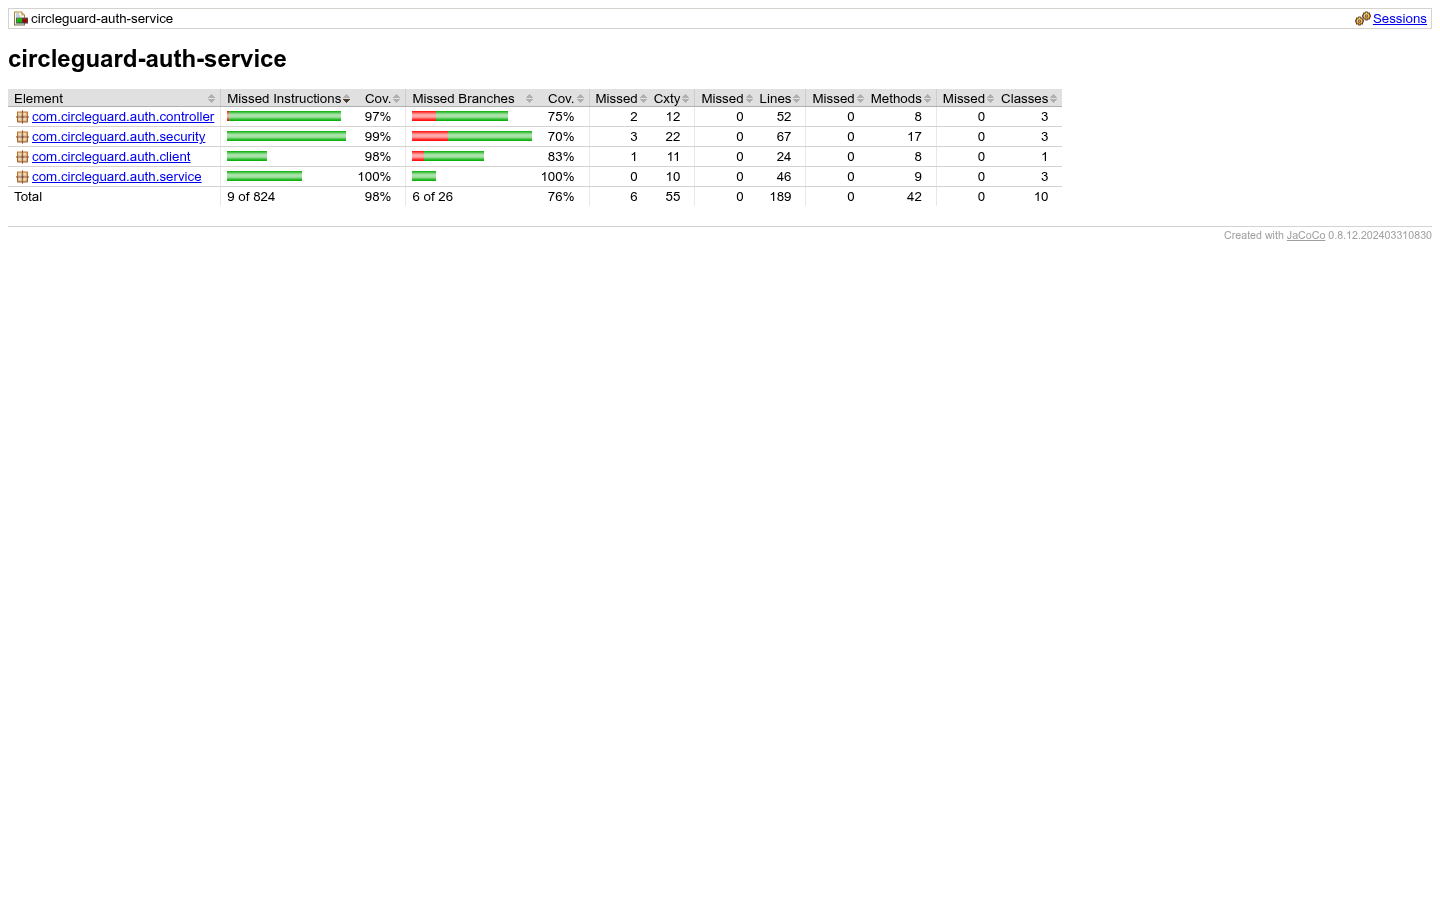 circleguard-auth-service Sessions
circleguard-auth-service
Element Missed Instructions Cov. Missed Branches Cov. Missed Cxty Missed Lines Missed Methods Missed Classes
com.circleguard.auth.controller 97% 75% 2 12 0 52 0 8 0 3
com.circleguard.auth.security 99% 70% 3 22 0 67 0 17 0 3
com.circleguard.auth.client 98% 83% 1 11 0 24 0 8 0 1
com.circleguard.auth.service 100% 100% 0 10 0 46 0 9 0 3
Total 9 of 824 98% 6 of 26 76% 6 55 0 189 0 42 0 10
Created with JaCoCo 0.8.12.202403310830